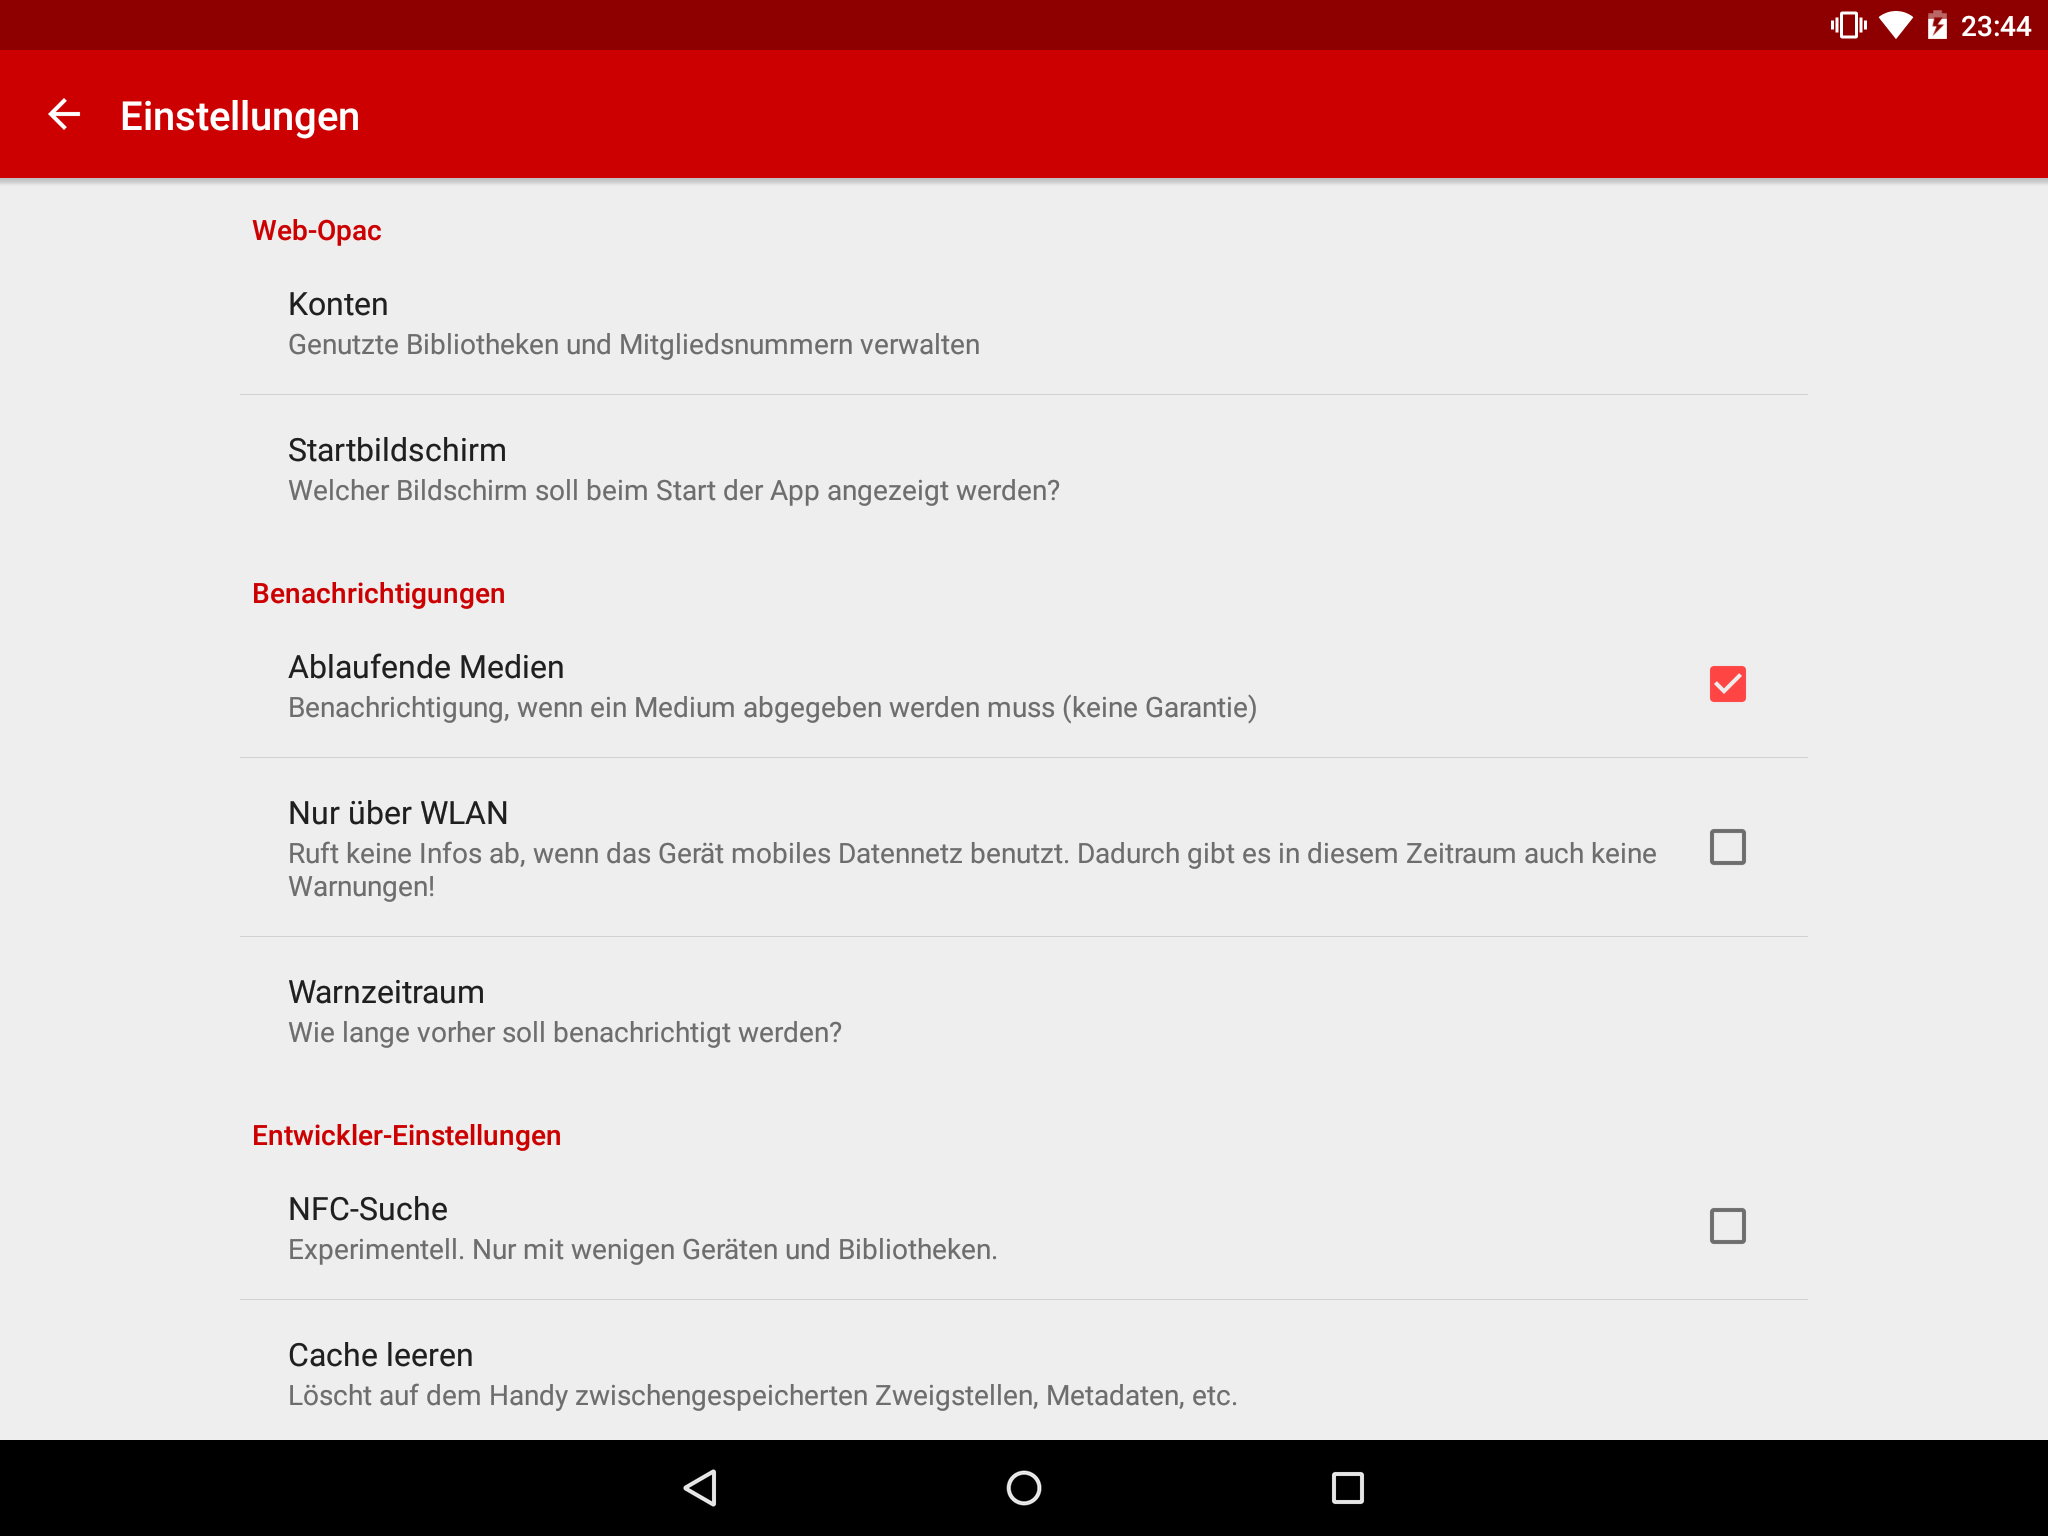 23:44
Einstellungen
Web-Opac
Konten
Genutzte Bibliotheken und Mitgliedsnummern verwalten
Startbildschirm
Welcher Bildschirm soll beim Start der App angezeigt werden?
Benachrichtigungen
Ablaufende Medien
Benachrichtigung, wenn ein Medium abgegeben werden muss (keine Garantie)
Nur über WLAN
Ruft keine Infos ab, wenn das Gerät mobiles Datennetz benutzt. Dadurch gibt es in diesem Zeitraum auch keine
Warnungen!
Warnzeitraum
Wie lange vorher soll benachrichtigt werden?
Entwickler-Einstellungen
NFC-Suche
Experimentell. Nur mit wenigen Geräten und Bibliotheken.
Cache leeren
Löscht auf dem Handy zwischengespeicherten Zweigstellen, Metadaten, etc.